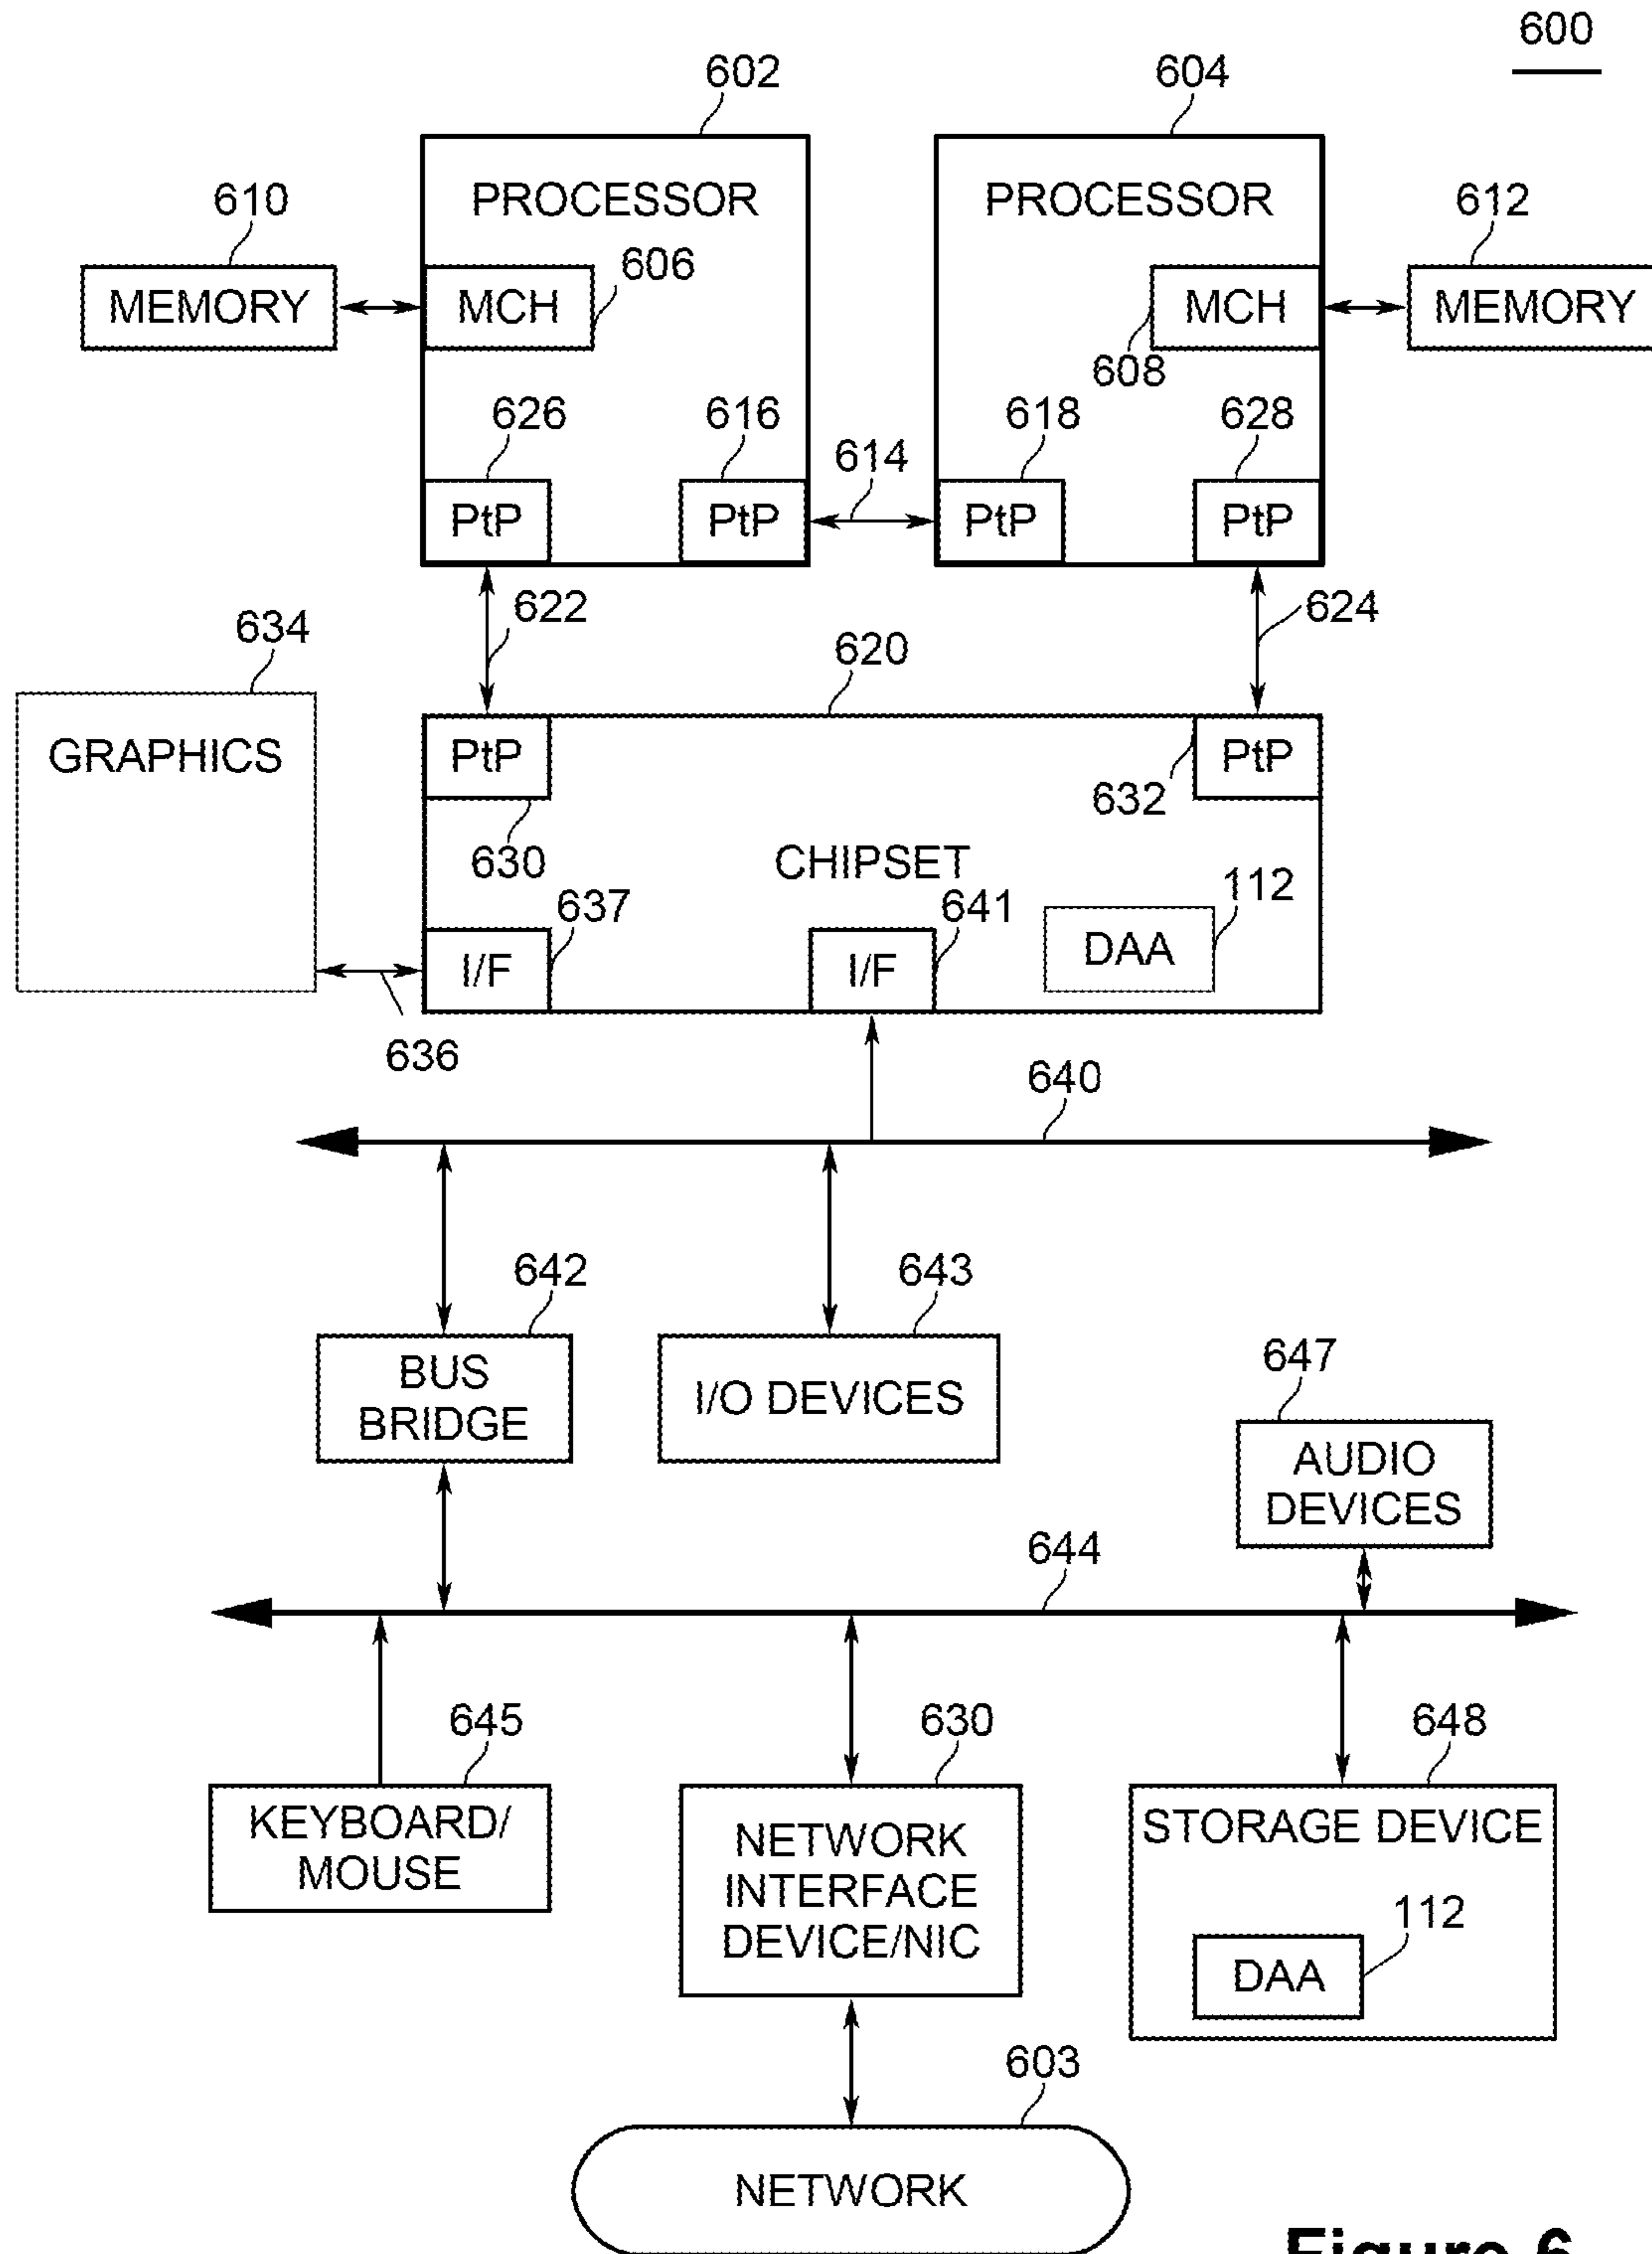 600
602
604
PROCESSOR
PROCESSOR
610
612
606
MEMORY
MCH
MCH
MEMORY
608
626
616
618
628
614
PtP
PtP
PtP
PtP
622
624
634
620
GRAPHICS
PtP
PtP
632
630
CHIPSET
112
637
641
DAA
I/F
I/F
636
640
642
643
BUS
BRIDGE
I/O DEVICES
647
AUDIO
DEVICES
644
645
630
648
KEYBOARD/
MOUSE
NETWORK
INTERFACE
DEVICE/NIC
STORAGE DEVICE
112
DAA
603
NETWORK
Figure 6